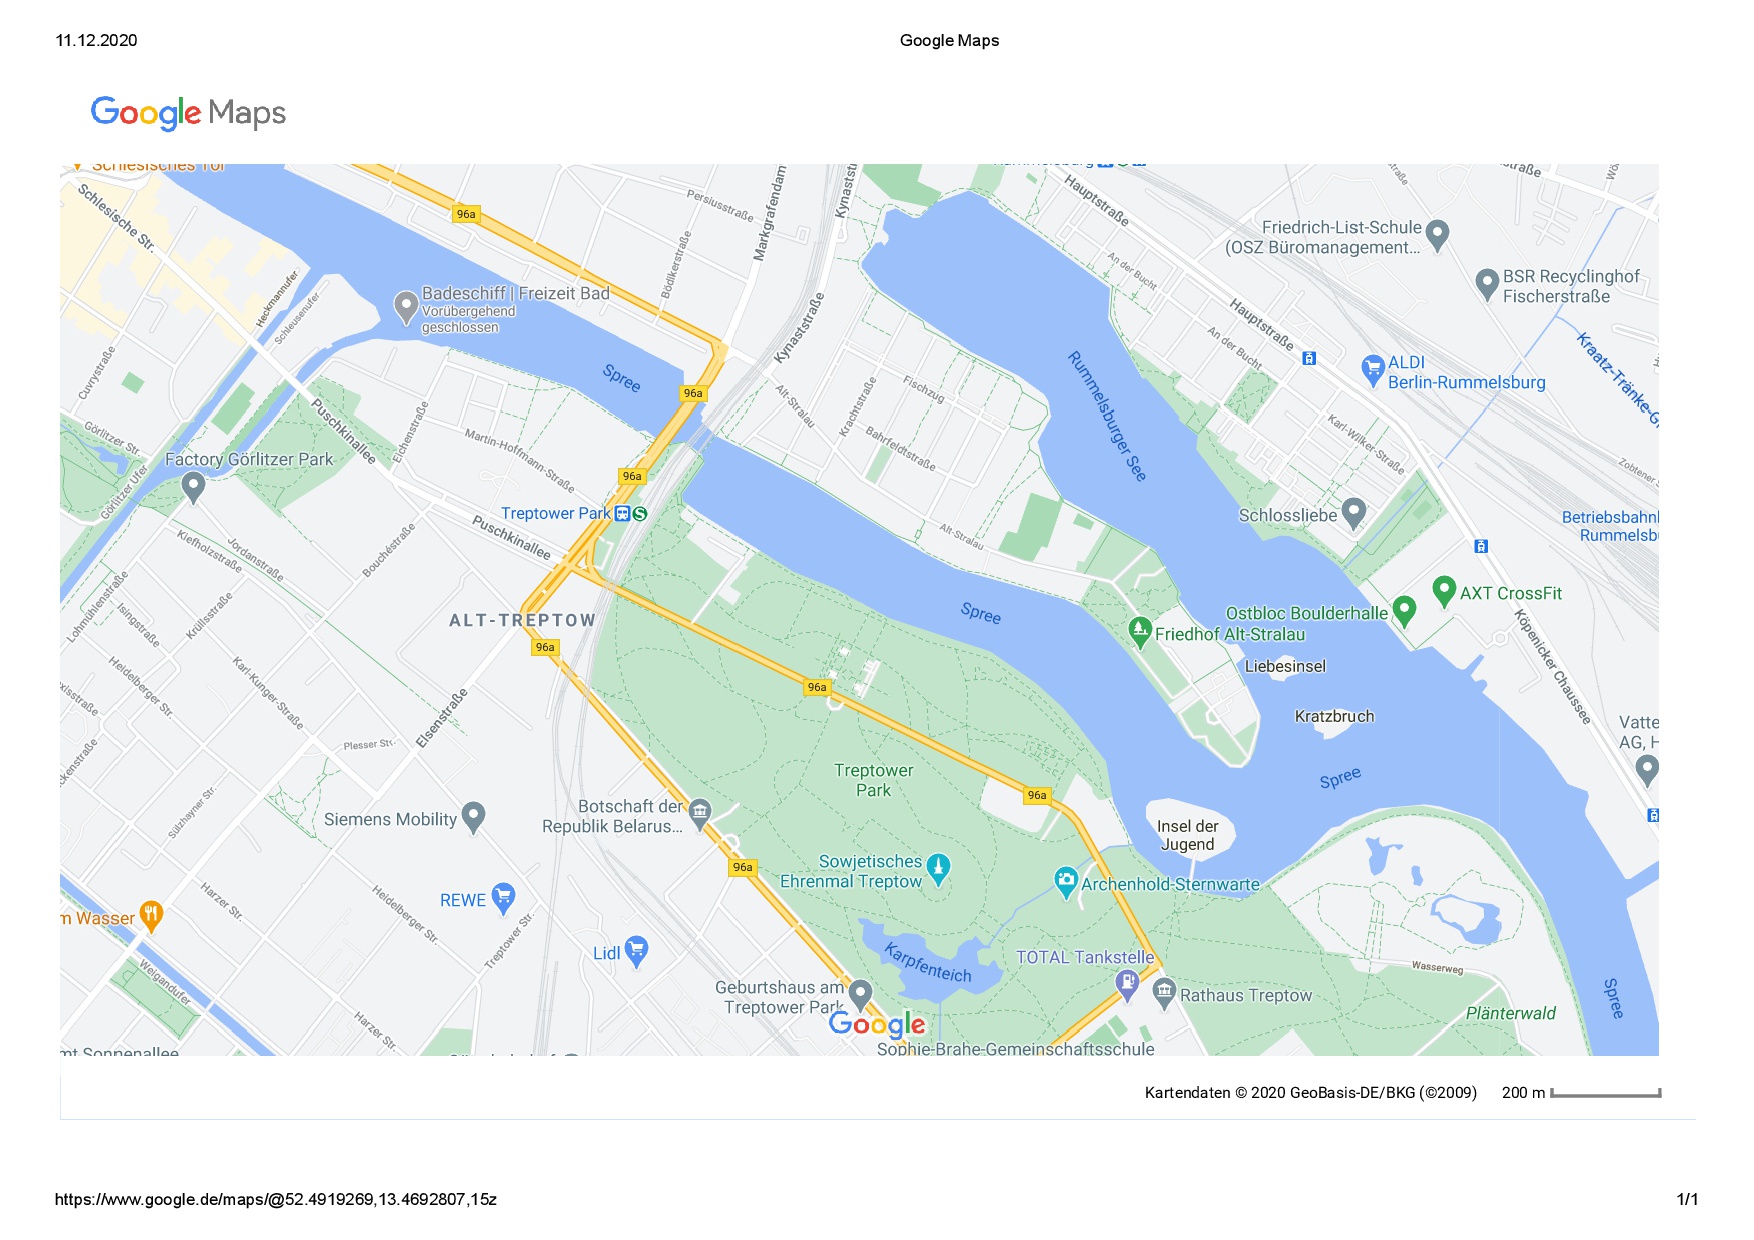 11.12.2020
Google Maps
Google Maps
Schlesisches Tor
Schlesische Str.
96a
Persiusstraße
Markgrafendamm
Kynaststr
Hauptstraße
Friedrich-List-Schule
(OSZ Büromanagement...
BSR Recyclinghof
Fischerstraße
An der Bucht
Bödikerstraße
Heckmannufer
Schleusenufer
Badeschiff | Freizeit Bad
Vorübergehend
geschlossen
Kynaststraße
Hauptstraße
An der Bucht
Kraatz-Tränke-G
ALDI
Berlin-Rummelsburg
Cuvrystraße
Spree
96a
Alt-Stralau
Krachtstraße
Fischzug
Rummelsburger See
Görlitzer Str.
Puschkinallee
Eichenstraße
Martin-Hoffmann-Straße
Bahrfeldtstraße
Karl-Wilker-Straße
Factory Görlitzer Park
Görlitzer Ufer
96a
Zobtener S
Treptower Park
S
Schlossliebe
Betriebsbahnh
Rummelsb
Puschkinallee
Alt-Stralau
Kiefholzstraße
Jordanstraße
Bouchéstraße
Lohmühlenstraße
Isingstraße
Krüllsstraße
AXT CrossFit
Ostbloc Boulderhalle
Spree
ALT-TREPTOW
Friedhof Alt-Stralau
Köpenicker Chaussee
96a
Liebesinsel
Heidelberger Str.
Karl-Kunger-Straße
96a
Elsenstraße
Kratzbruch
Vatte
AG, H
Plesser Str.
Treptower
Park
Spree
96a
Sülzhayner Str.
Siemens Mobility
Botschaft der
Republik Belarus...
Insel der
Jugend
96a
Sowjetisches
Ehrenmal Treptow
Archenhold-Sternwarte
Harzer Str.
Heidelberger Str.
REWE
m Wasser
Treptower Str.
Lidl
Karpfenteich
TOTAL Tankstelle
Wasserweg
Weigandufer
Geburtshaus am
Treptower Park
Rathaus Treptow
Spree
Plänterwald
Harzer Str.
Google
Sophie-Brahe-Gemeinschaftsschule
mt Sonnenallee
Kartendaten © 2020 GeoBasis-DE/BKG (©2009)
200 m
https://www.google.de/maps/@52.4919269,13.4692807,15z
1/1